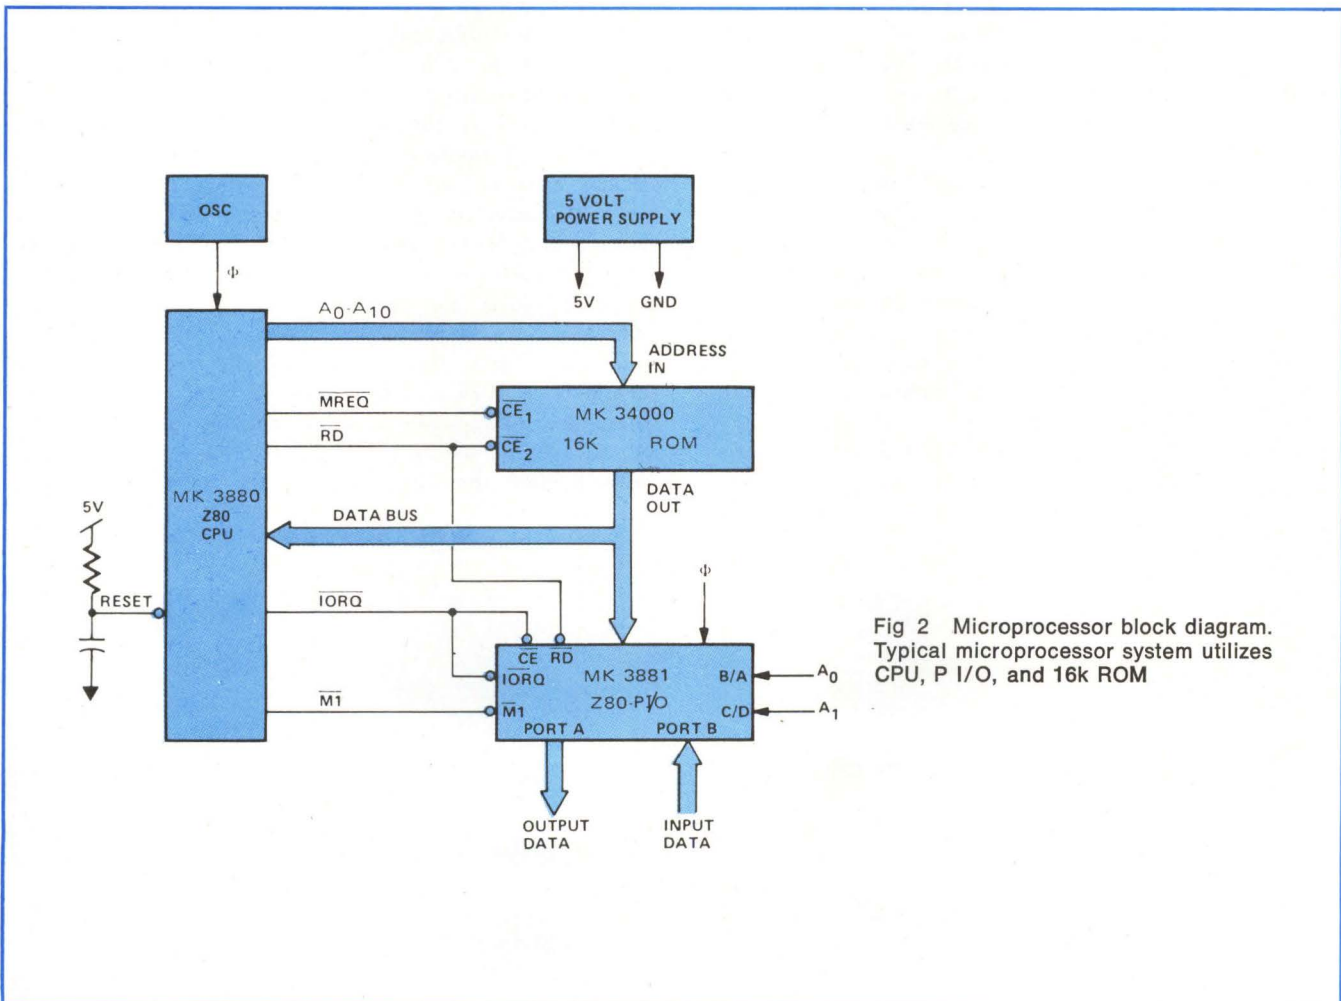 OSC
5 VOLT
POWER SUPPLY
Φ
5V
GND
A0-A10
ADDRESS
IN
MREQ
CE1
MK 34000
RD
CE2
16K ROM
MK 3880
Z80
CPU
DATA
OUT
5V
DATA BUS
Φ
RESET
IORQ
CE RD
IORQ
MK 3881
B/A
A0
M1
M1
Z80-PI/O
C/D
A1
PORT A
PORT B
OUTPUT
DATA
INPUT
DATA
Fig 2 Microprocessor block diagram.
Typical microprocessor system utilizes
CPU, P I/O, and 16k ROM